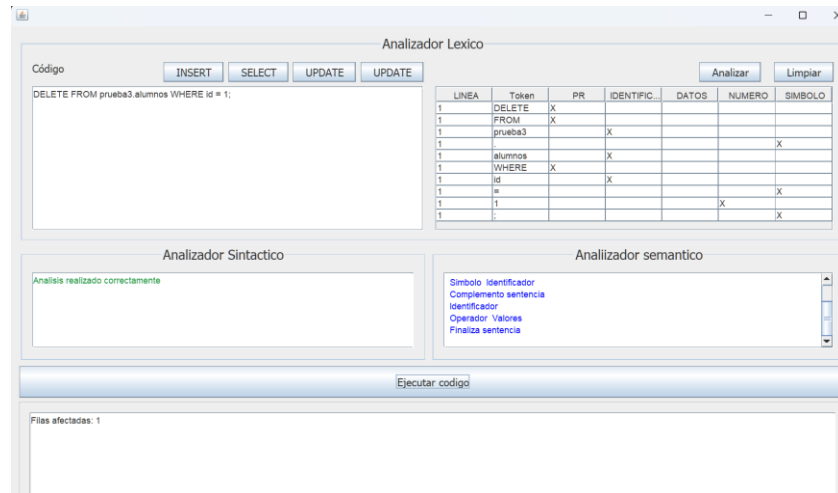 Analizador Lexico
Código
INSERT SELECT UPDATE UPDATE
Analizar Limpiar
DELETE FROM prueba3.alumnos WHERE id = 1;
LINEA Token PR IDENTIFIC... DATOS NUMERO SIMBOLO
1 DELETE X
1 FROM X
1 prueba3 X
1 . X
1 alumnos X
1 WHERE X
1 id X
1 = X
1 1 X
1 ; X
Analizador Sintactico
Analisis realizado correctamente
Analiizador semantico
Simbolo Identificador
Complemento sentencia
Identificador
Operador Valores
Finaliza sentencia
Ejecutar codigo
Filas afectadas: 1